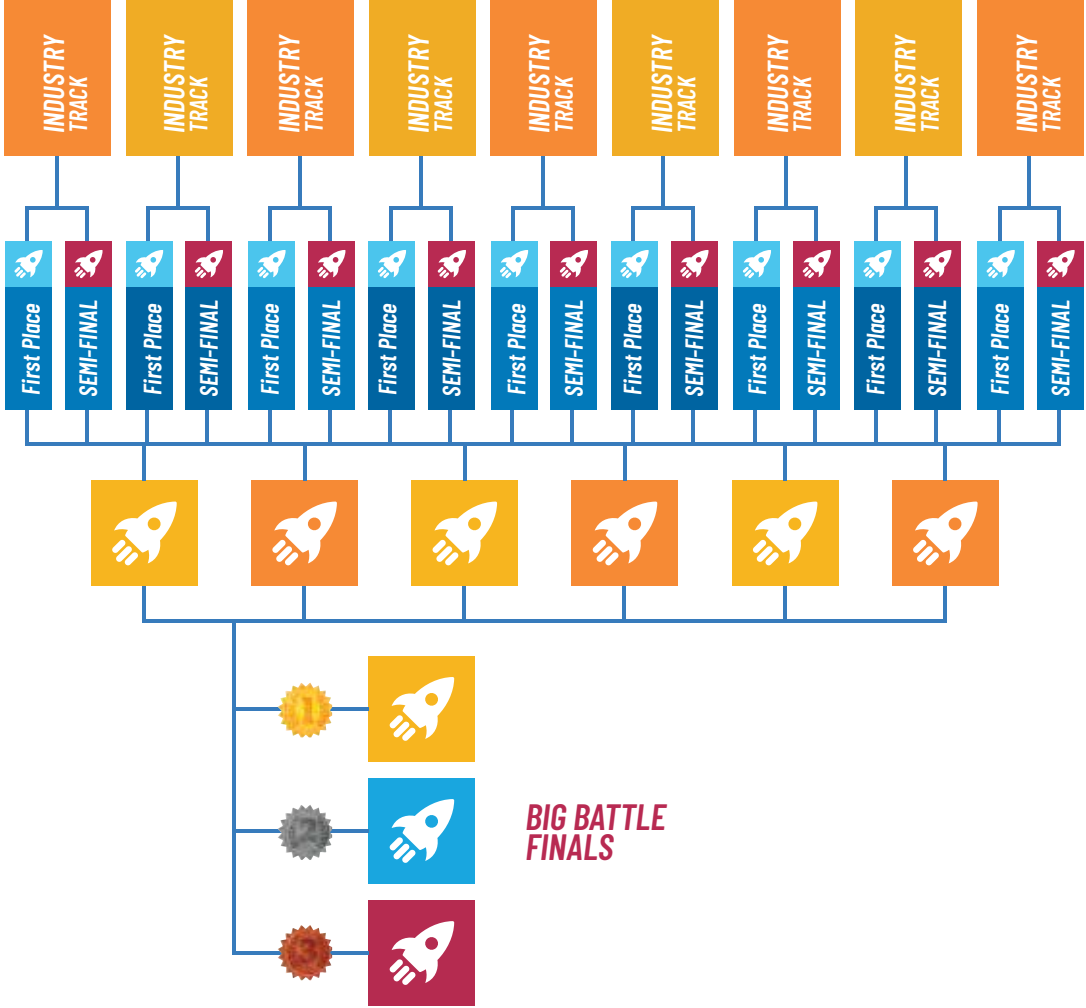 INDUSTRY
TRACK
INDUSTRY
TRACK
INDUSTRY
TRACK
INDUSTRY
TRACK
INDUSTRY
TRACK
INDUSTRY
TRACK
INDUSTRY
TRACK
INDUSTRY
TRACK
INDUSTRY
TRACK
First Place
SEMI-FINAL
First Place
SEMI-FINAL
First Place
SEMI-FINAL
First Place
SEMI-FINAL
First Place
SEMI-FINAL
First Place
SEMI-FINAL
First Place
SEMI-FINAL
First Place
SEMI-FINAL
First Place
SEMI-FINAL
1
2
BIG BATTLE
FINALS
3